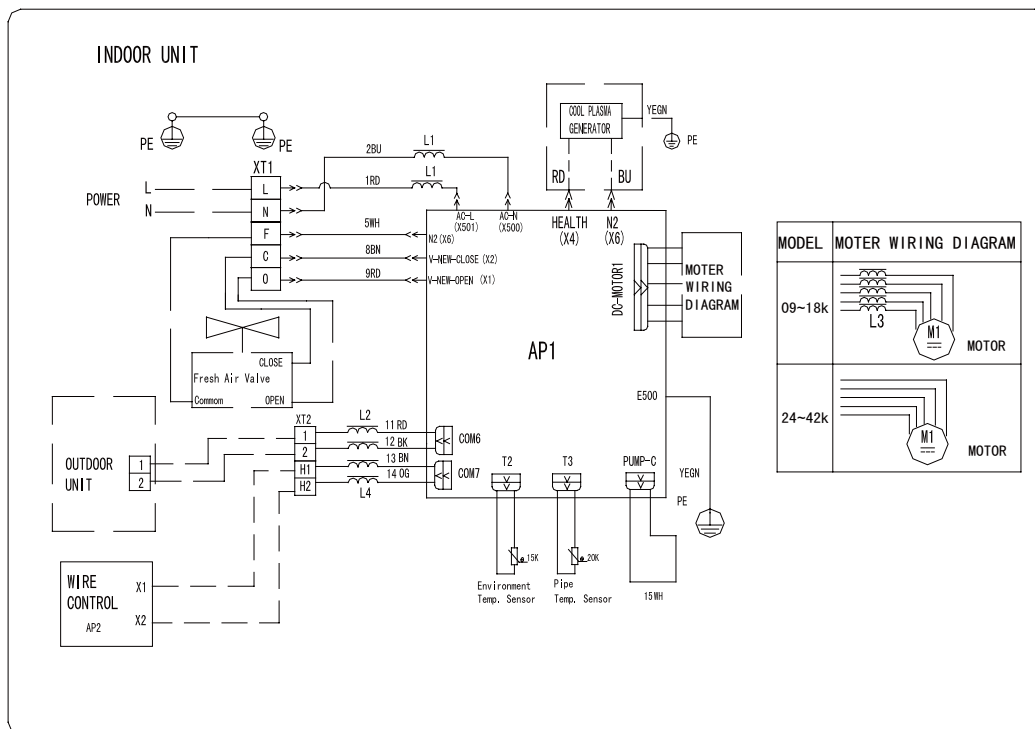 INDOOR UNIT
PE
PE
XT1
POWER
L
N
L
N
F
C
O
2BU
L1
1RD
L1
5WH
8BN
9RD
AC-L
(X501)
AC-N
(X500)
HEALTH
(X4)
N2
(X6)
N2(X6)
V-NEW-CLOSE (X2)
V-NEW-OPEN (X1)
COOL PLASMA
GENERATOR
YEGN
PE
RD
BU
DC-MOTOR1
MOTER
WIRING
DIAGRAM
AP1
E500
YEGN
PE
CLOSE
Fresh Air Valve
Commom
OPEN
OUTDOOR
UNIT
1
2
XT2
1
2
H1
H2
L2
11RD
12 BK
13 BN
14 OG
L4
COM6
COM7
T2
T3
PUMP-C
15K
20K
Environment
Temp. Sensor
Pipe
Temp. Sensor
15WH
WIRE
CONTROL
AP2
X1
X2
MODEL
MOTER WIRING DIAGRAM
09~18k
L3
M1
MOTOR
24~42k
M1
MOTOR